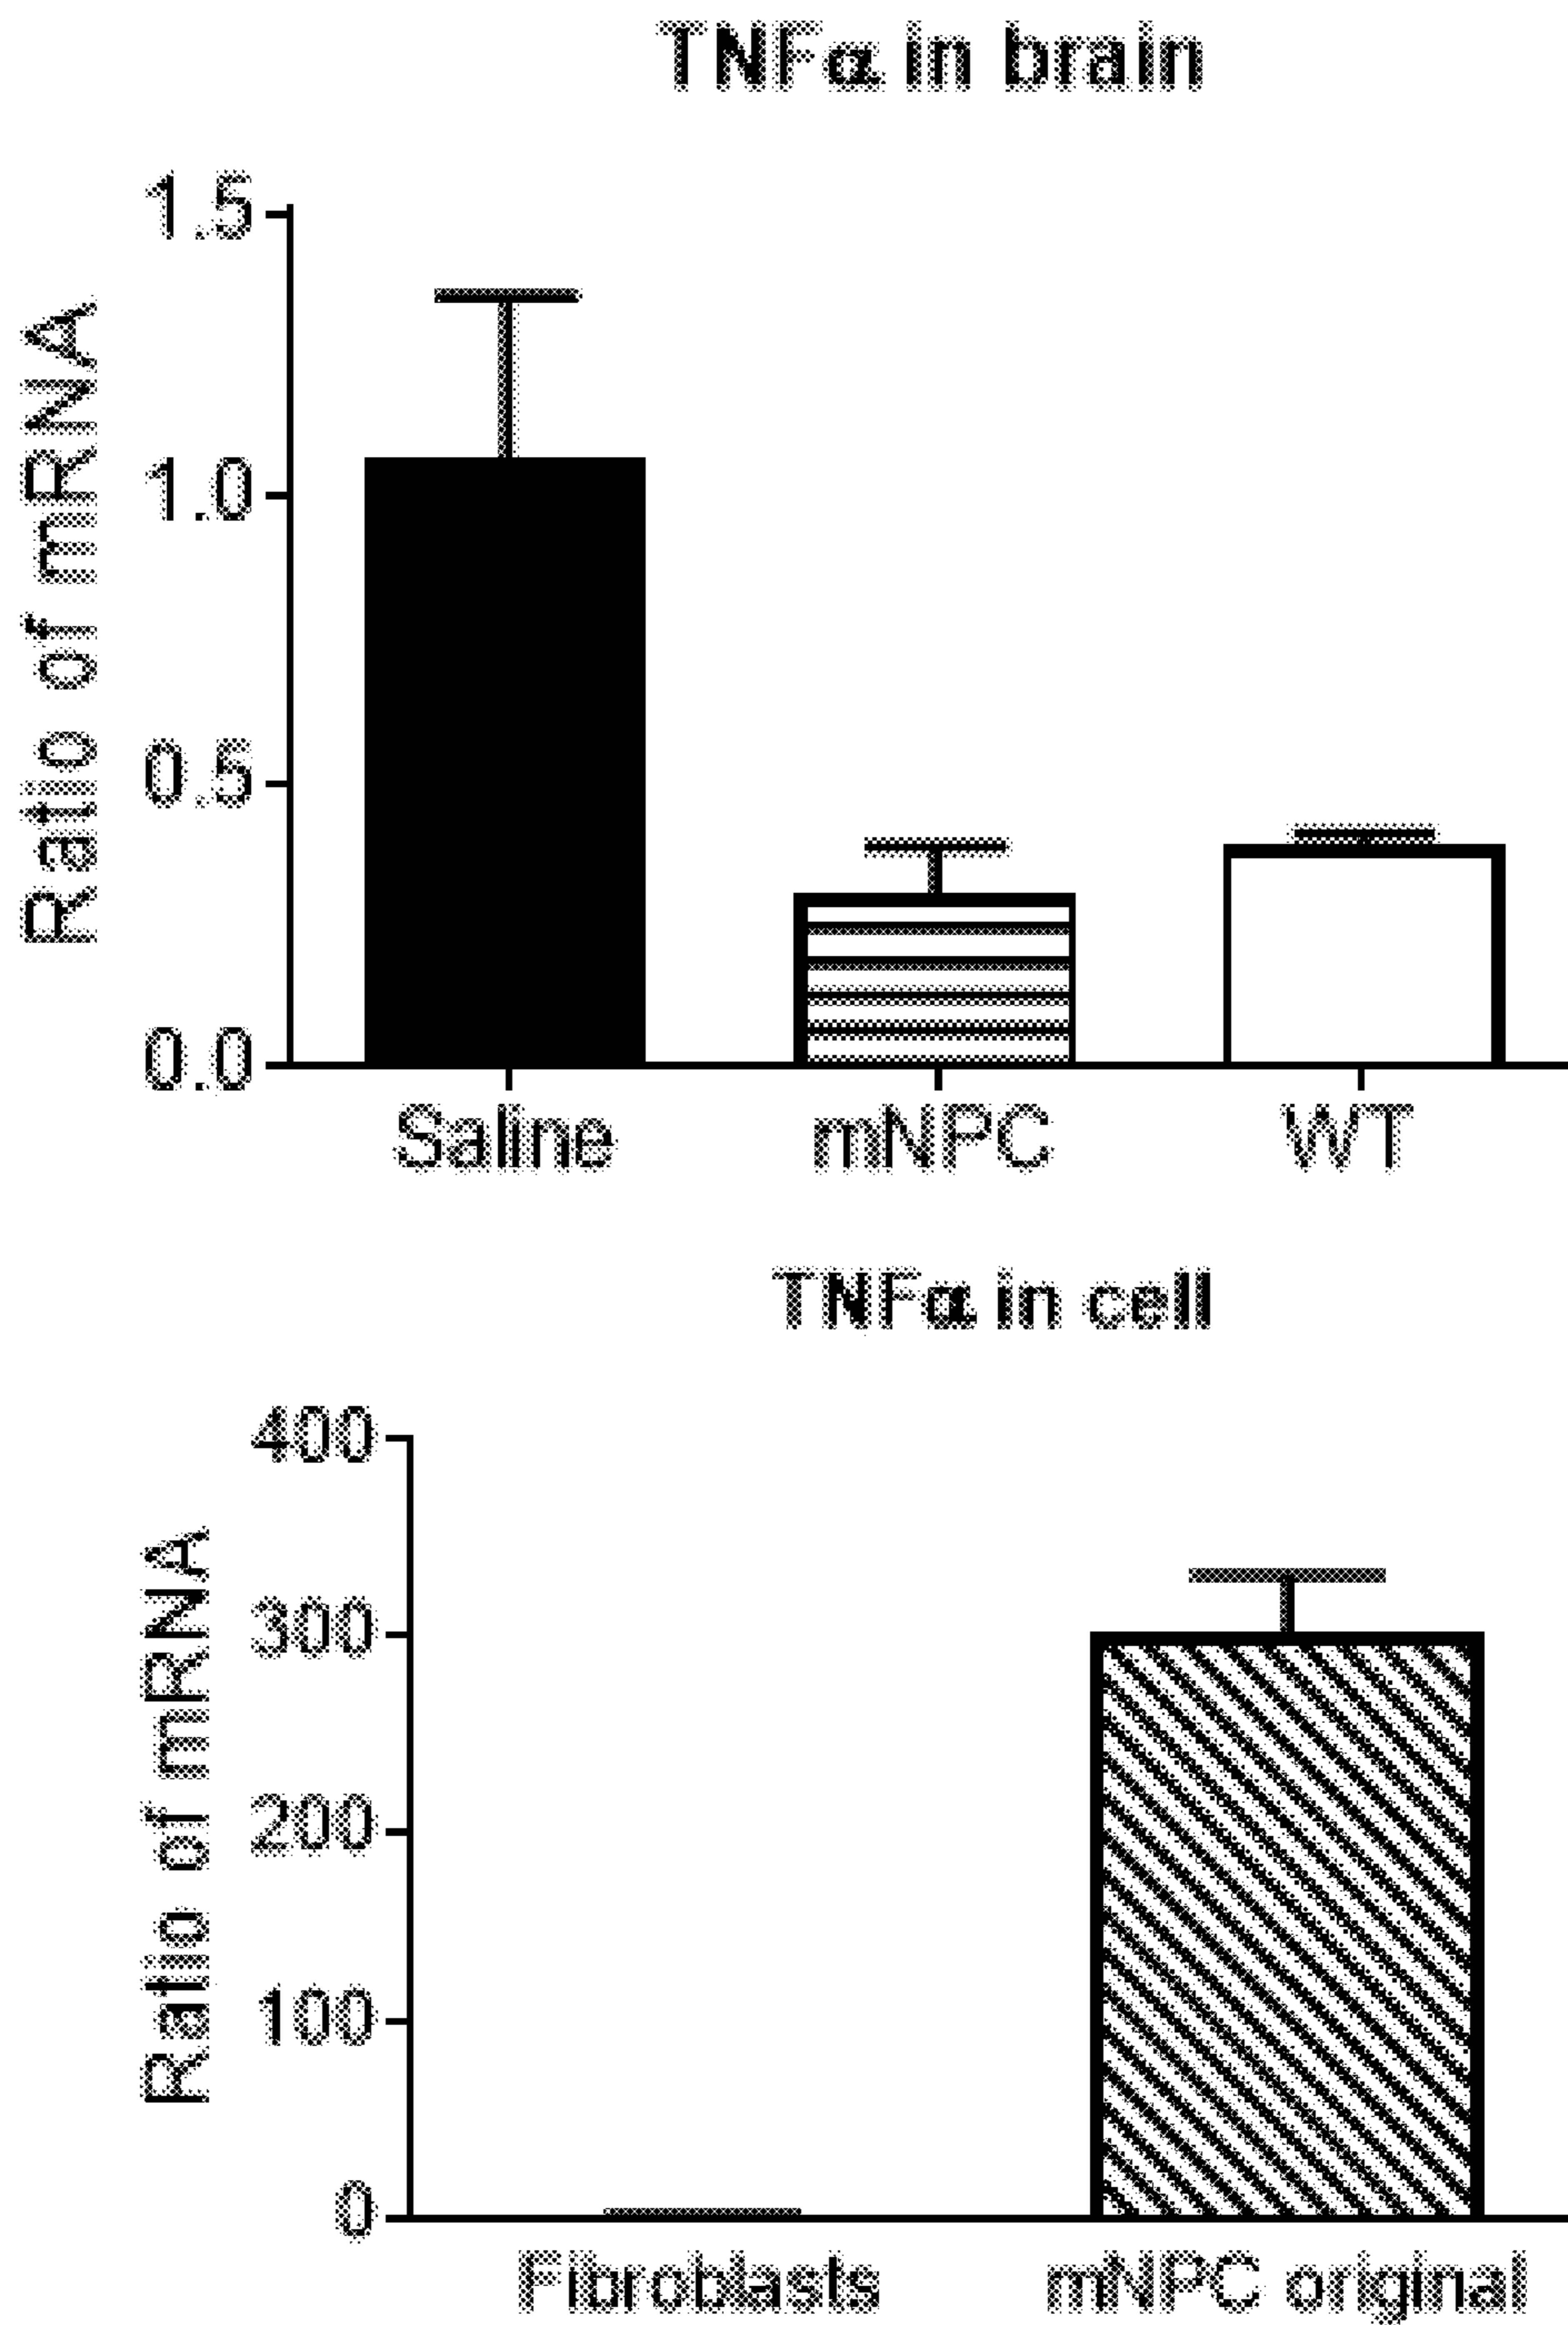 TNFα in brain
Ratio of mRNA
1.5
1.0
0.5
0.0
Saline mNPC WT
TNFα in cell
Ratio of mRNA
400
300
200
100
0
Fibroblasts mNPC original